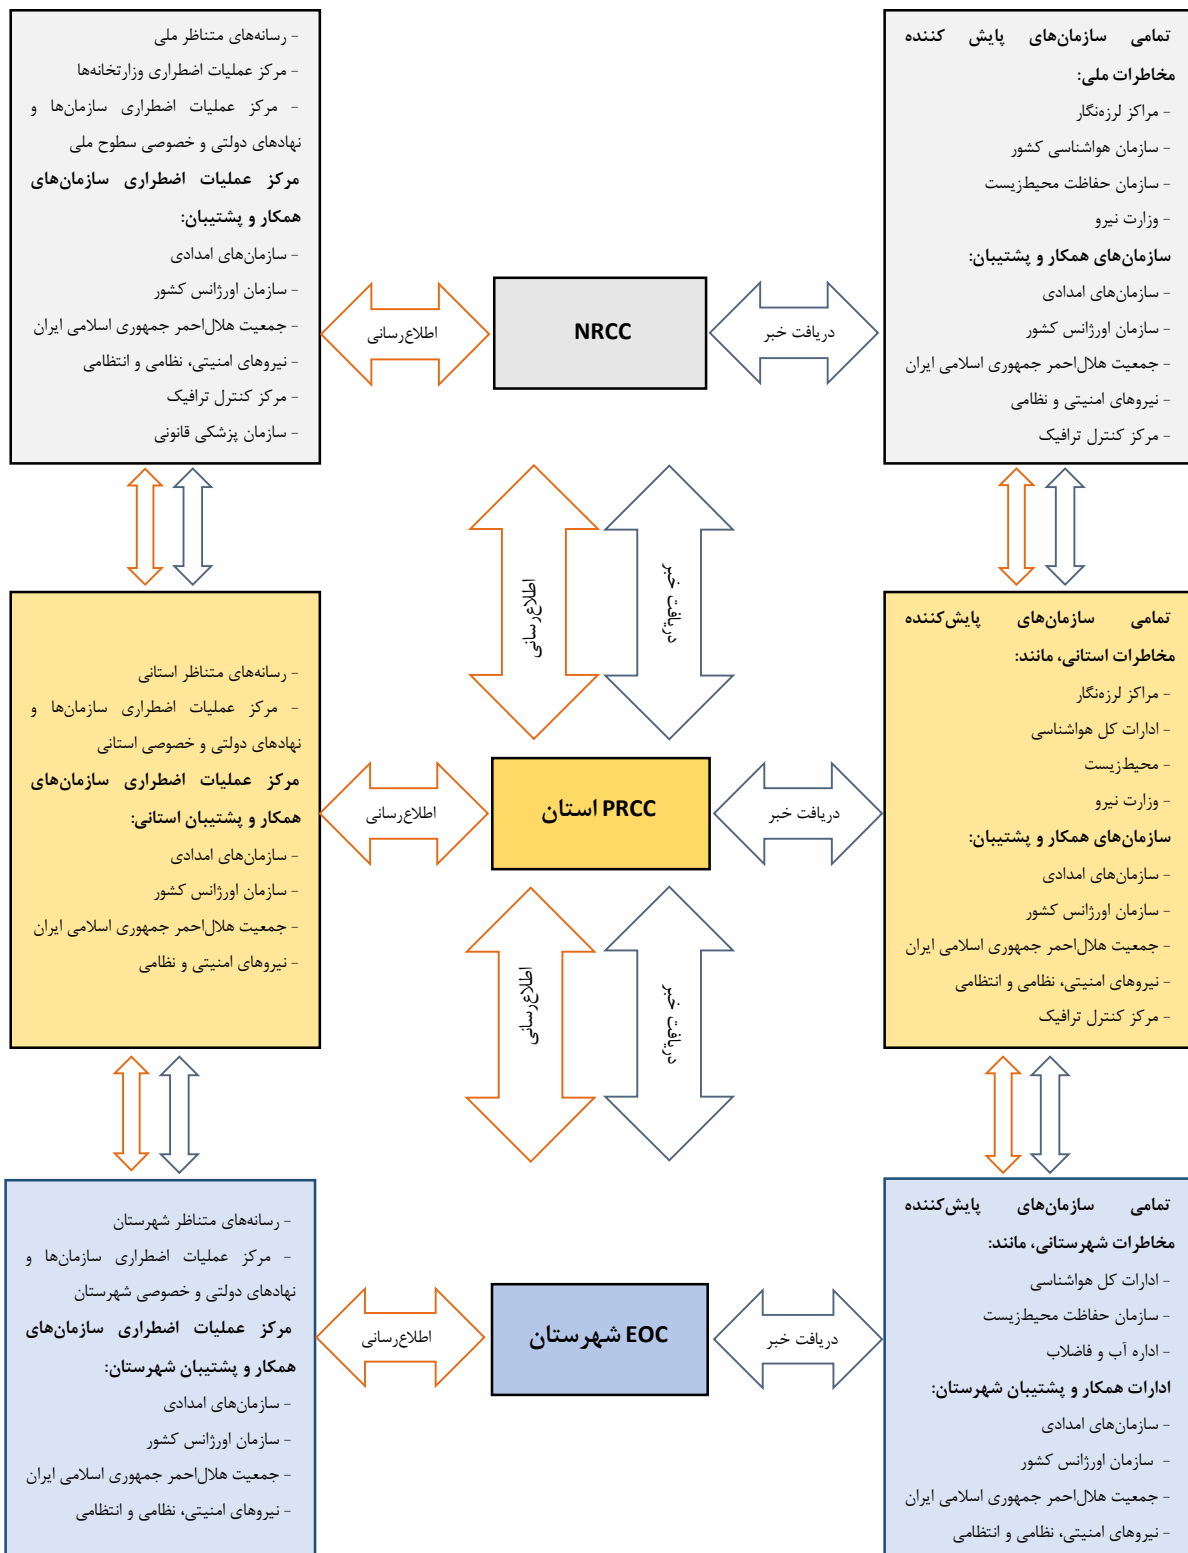 تمامی سازمان‌های پایش کننده
مخاطرات ملی:
- مراکز لرزه‌نگار
- سازمان هواشناسی کشور
- سازمان حفاظت محیط‌زیست
- وزارت نیرو
سازمان‌های همکار و پشتیبان:
- سازمان‌های امدادی
- سازمان اورژانس کشور
- جمعیت هلال‌احمر جمهوری اسلامی ایران
- نیروهای امنیتی و نظامی
- مرکز کنترل ترافیک
دریافت خبر
NRCC
اطلاع‌رسانی
- رسانه‌های متناظر ملی
- مرکز عملیات اضطراری وزارتخانه‌ها
- مرکز عملیات اضطراری سازمان‌ها و
نهادهای دولتی و خصوصی سطوح ملی
مرکز عملیات اضطراری سازمان‌های
همکار و پشتیبان:
- سازمان‌های امدادی
- سازمان اورژانس کشور
- جمعیت هلال‌احمر جمهوری اسلامی ایران
- نیروهای امنیتی، نظامی و انتظامی
- مرکز کنترل ترافیک
- سازمان پزشکی قانونی
دریافت خبر
اطلاع‌رسانی
تمامی سازمان‌های پایش‌کننده
مخاطرات استانی، مانند:
- مراکز لرزه‌نگار
- ادارات کل هواشناسی
- محیط‌زیست
- وزارت نیرو
سازمان‌های همکار و پشتیبان:
- سازمان‌های امدادی
- سازمان اورژانس کشور
- جمعیت هلال‌احمر جمهوری اسلامی ایران
- نیروهای امنیتی، نظامی و انتظامی
- مرکز کنترل ترافیک
دریافت خبر
PRCC استان
اطلاع‌رسانی
- رسانه‌های متناظر استانی
- مرکز عملیات اضطراری سازمان‌ها و
نهادهای دولتی و خصوصی استانی
مرکز عملیات اضطراری سازمان‌های
همکار و پشتیبان استانی:
- سازمان‌های امدادی
- سازمان اورژانس کشور
- جمعیت هلال‌احمر جمهوری اسلامی ایران
- نیروهای امنیتی و نظامی
دریافت خبر
اطلاع‌رسانی
تمامی سازمان‌های پایش‌کننده
مخاطرات شهرستانی، مانند:
- ادارات کل هواشناسی
- سازمان حفاظت محیط‌زیست
- اداره آب و فاضلاب
ادارات همکار و پشتیبان شهرستان:
- سازمان‌های امدادی
- سازمان اورژانس کشور
- جمعیت هلال‌احمر جمهوری اسلامی ایران
- نیروهای امنیتی، نظامی و انتظامی
دریافت خبر
EOC شهرستان
اطلاع‌رسانی
- رسانه‌های متناظر شهرستان
- مرکز عملیات اضطراری سازمان‌ها و
نهادهای دولتی و خصوصی شهرستان
مرکز عملیات اضطراری سازمان‌های
همکار و پشتیبان شهرستان:
- سازمان‌های امدادی
- سازمان اورژانس کشور
- جمعیت هلال‌احمر جمهوری اسلامی ایران
- نیروهای امنیتی، نظامی و انتظامی